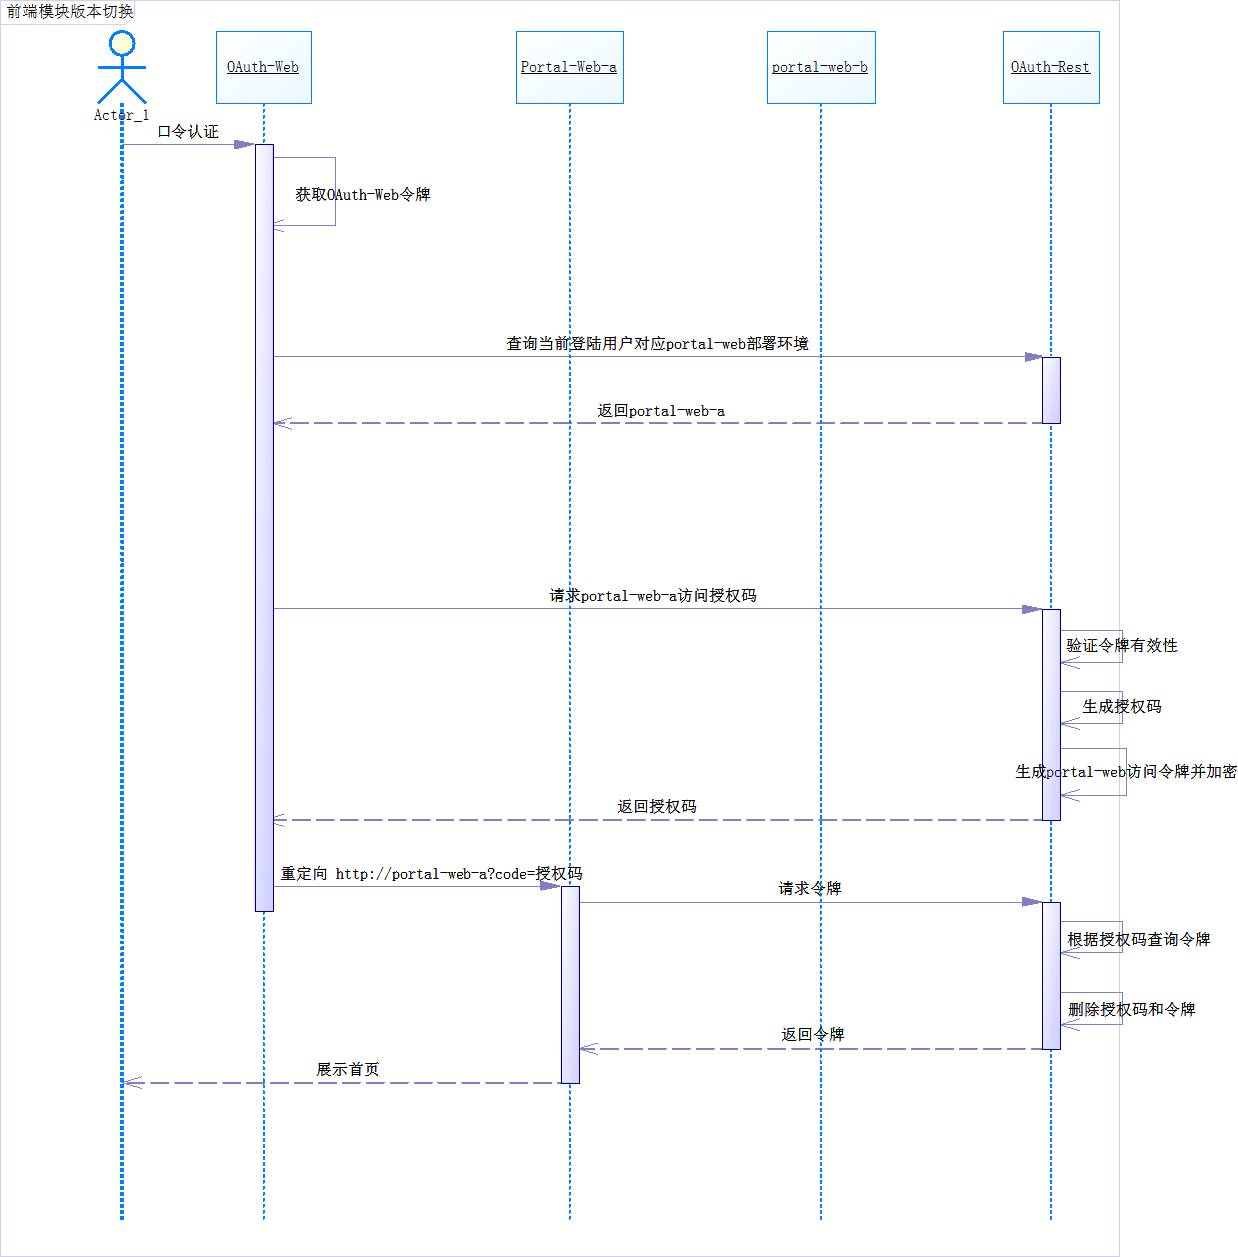 前端模块版本切换
OAuth-Web
Portal-Web-a
portal-web-b
OAuth-Rest
Actor_1
口令认证
获取OAuth-Web令牌
查询当前登陆用户对应portal-web部署环境
返回portal-web-a
请求portal-web-a访问授权码
验证令牌有效性
生成授权码
生成portal-web访问令牌并加密
返回授权码
重定向 http://portal-web-a?code=授权码
请求令牌
根据授权码查询令牌
删除授权码和令牌
返回令牌
展示首页